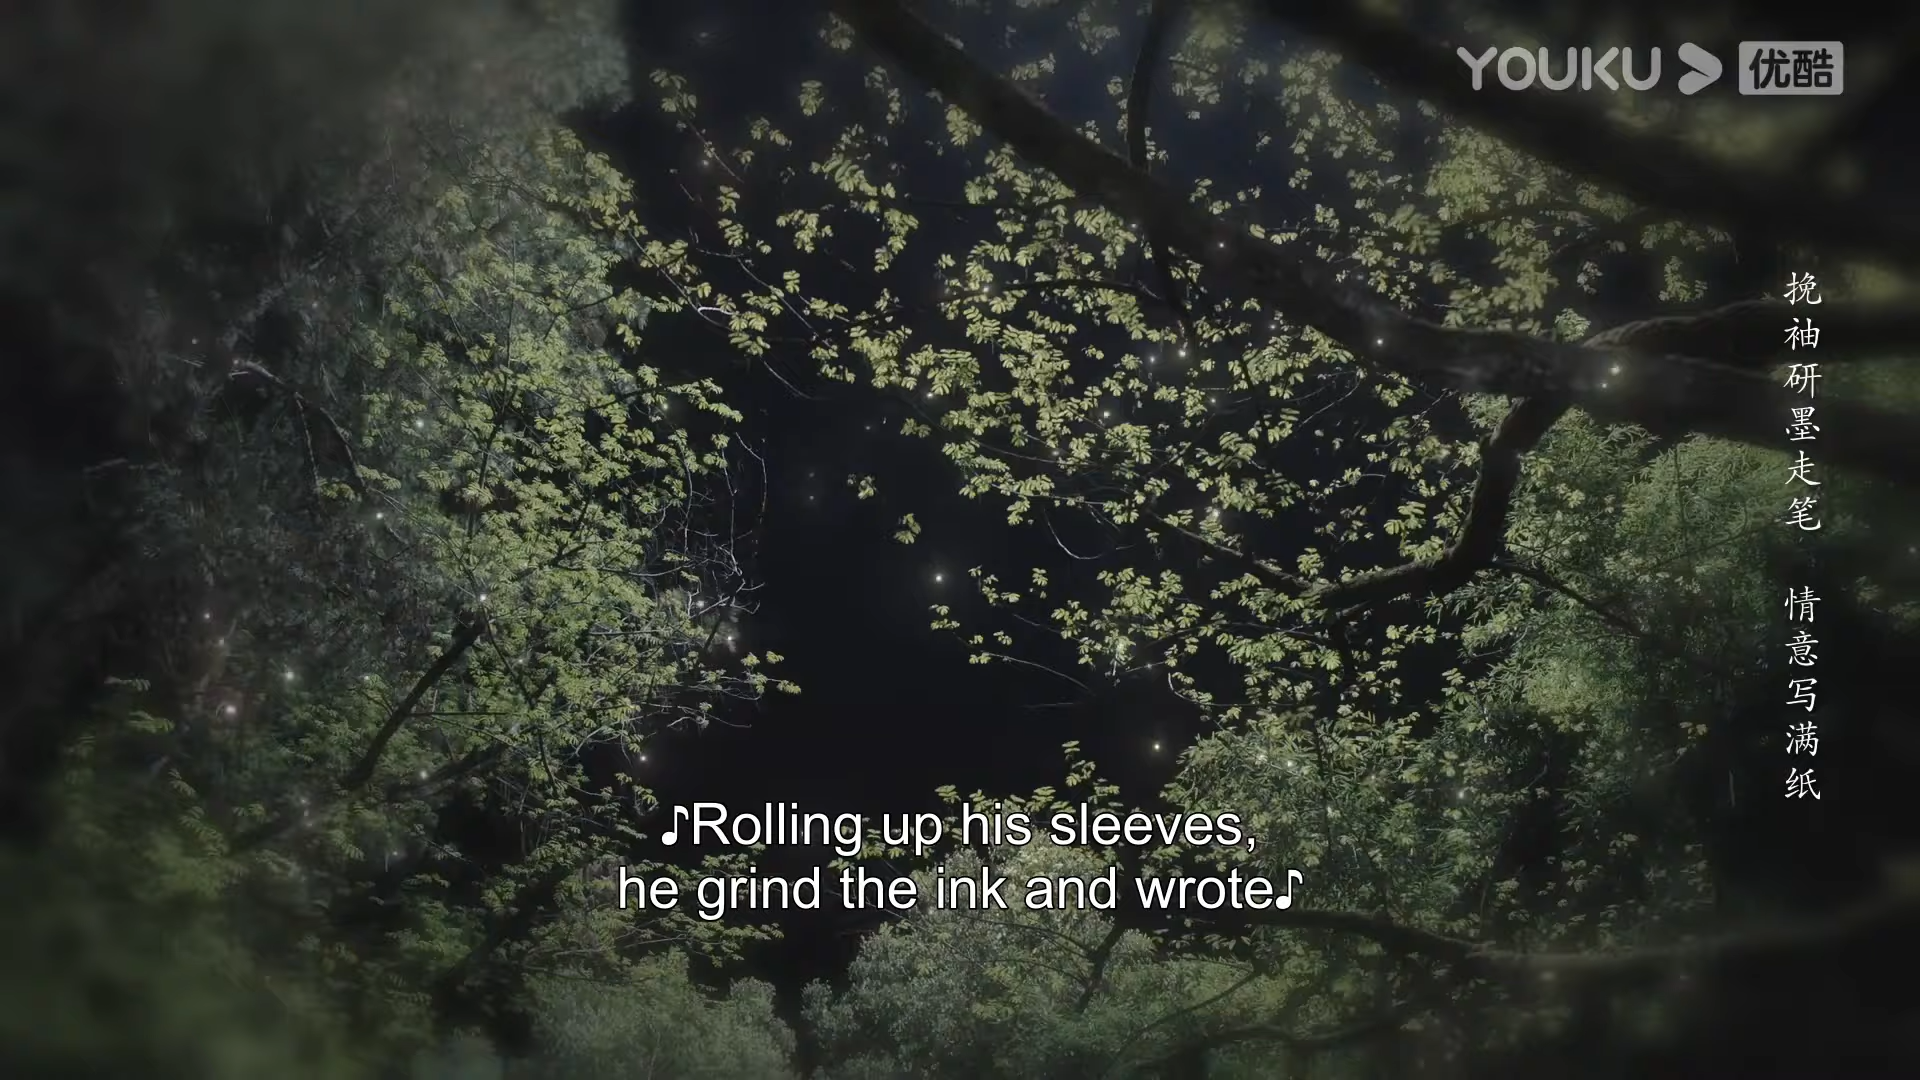 YOUKU 优酷
挽袖研墨走笔 情意写满纸
♪Rolling up his sleeves,
he grind the ink and wrote♪